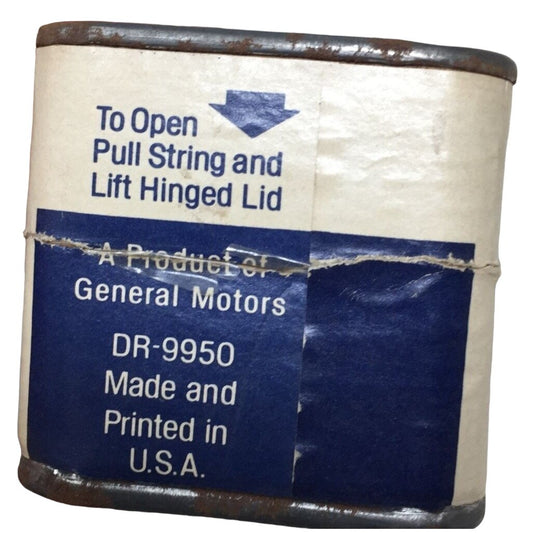 To Open
Pull String and
Lift Hinged Lid
A Product of
General Motors
DR-9950
Made and
Printed in
U.S.A.